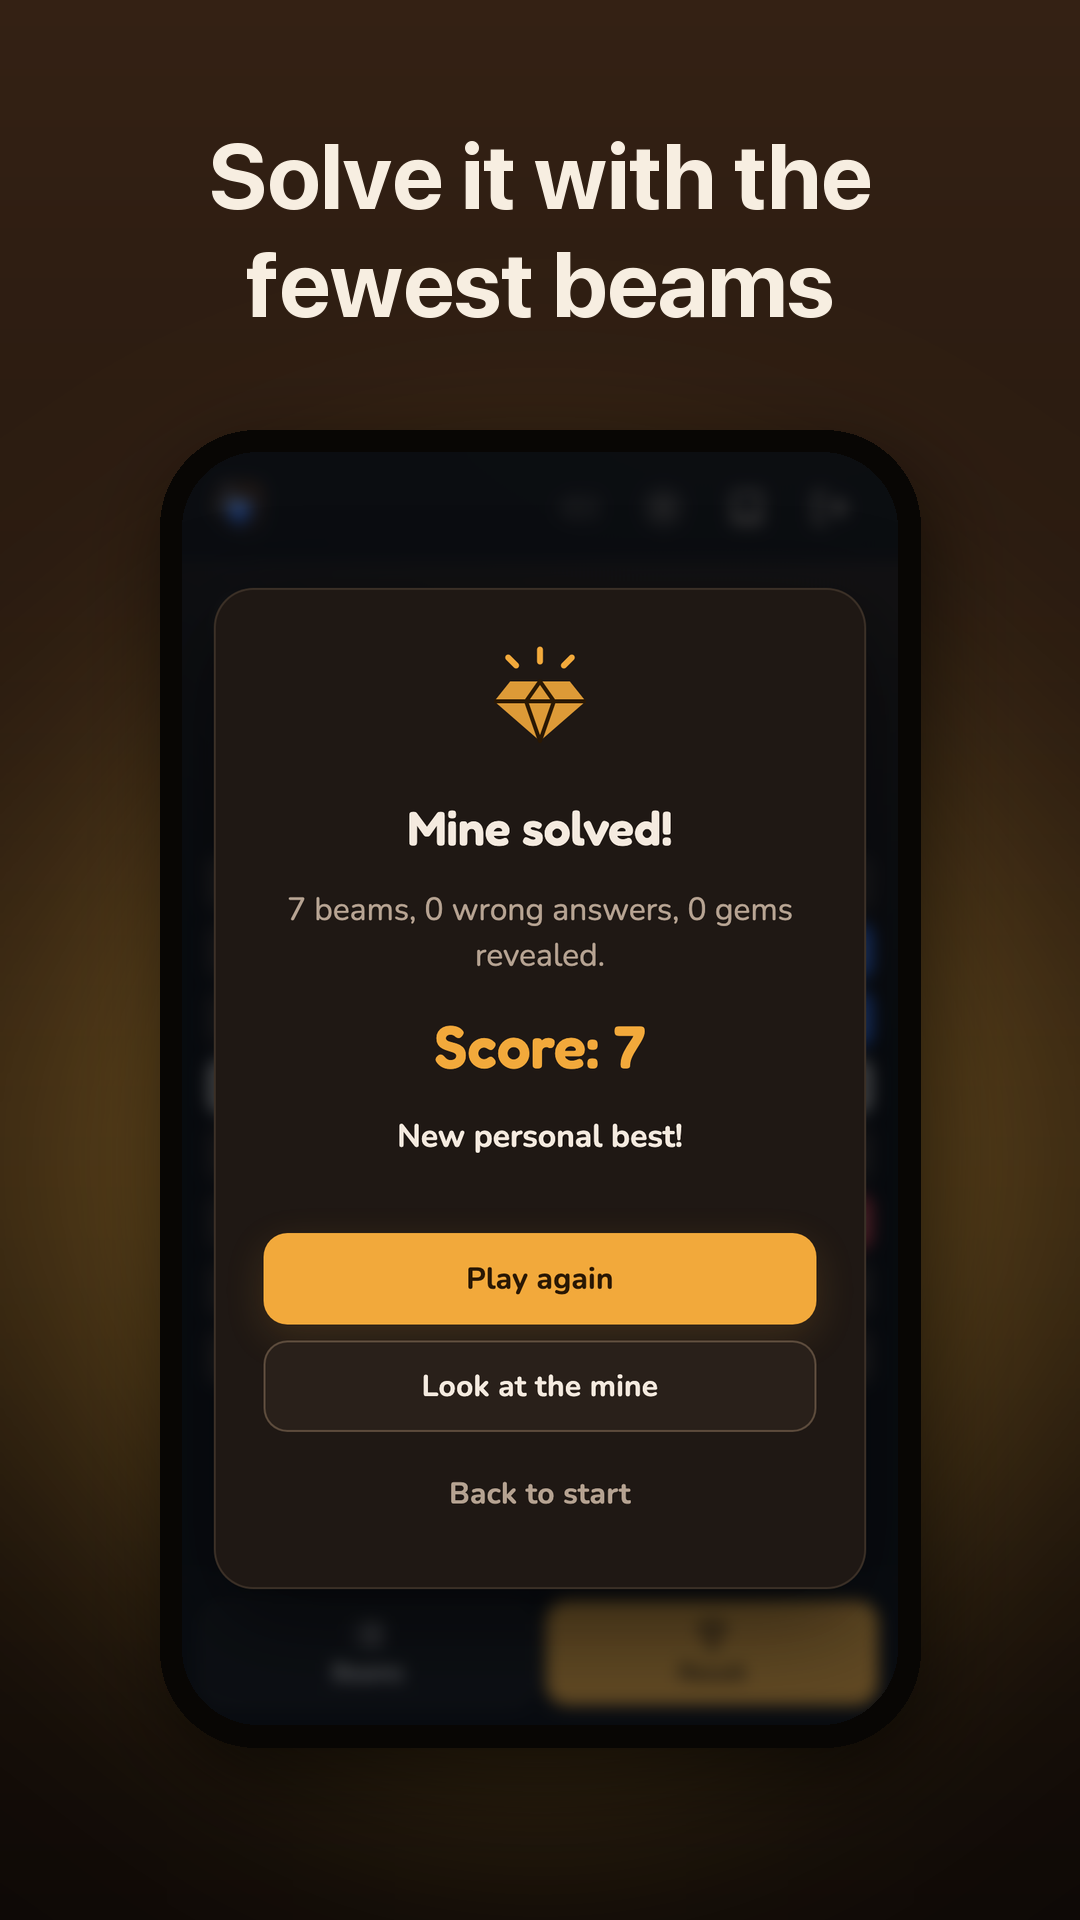 Solve it with the
fewest beams
Mine solved!
7 beams, 0 wrong answers, 0 gems
revealed.
Score: 7
New personal best!
Play again
Look at the mine
Back to start